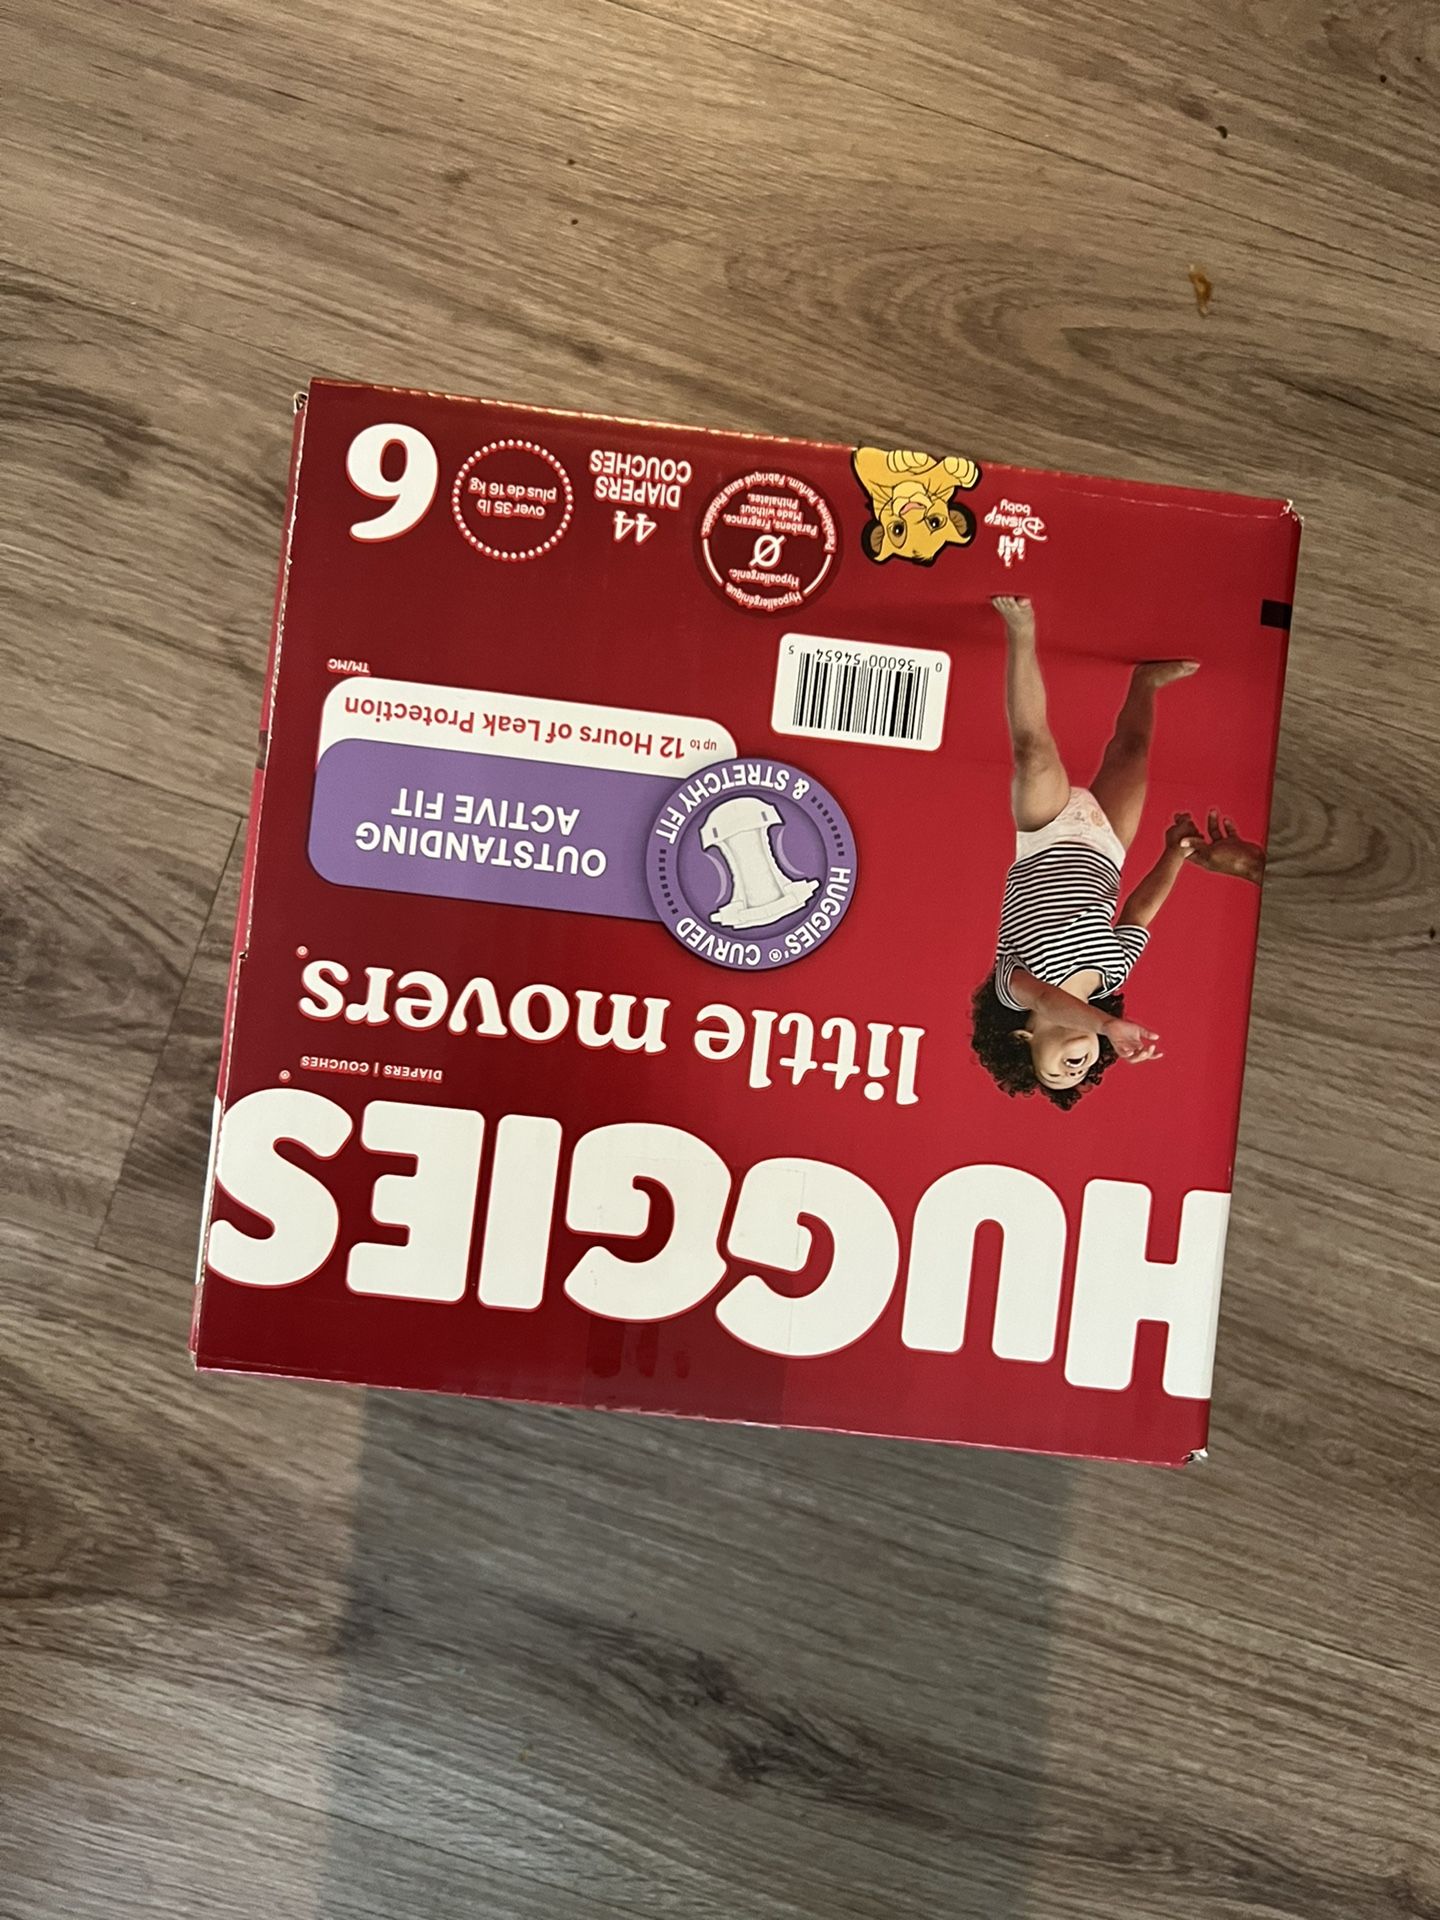 HUGGIES®
DIAPERS | COUCHES
little movers®
HUGGIES® CURVED
& STRETCHY FIT
OUTSTANDING
ACTIVE FIT
up to 12 Hours of Leak Protection
TM/MC
0 36000 54654 5
Disney
baby
Hypoallergénique.
Hypoallergenic.
Made without
Parabens, Fragrance,
Phthalates.
Parfum, Fabriqué sans
Phtalates.
44
DIAPERS
COUCHES
over 35 lb
plus de 16 kg
6